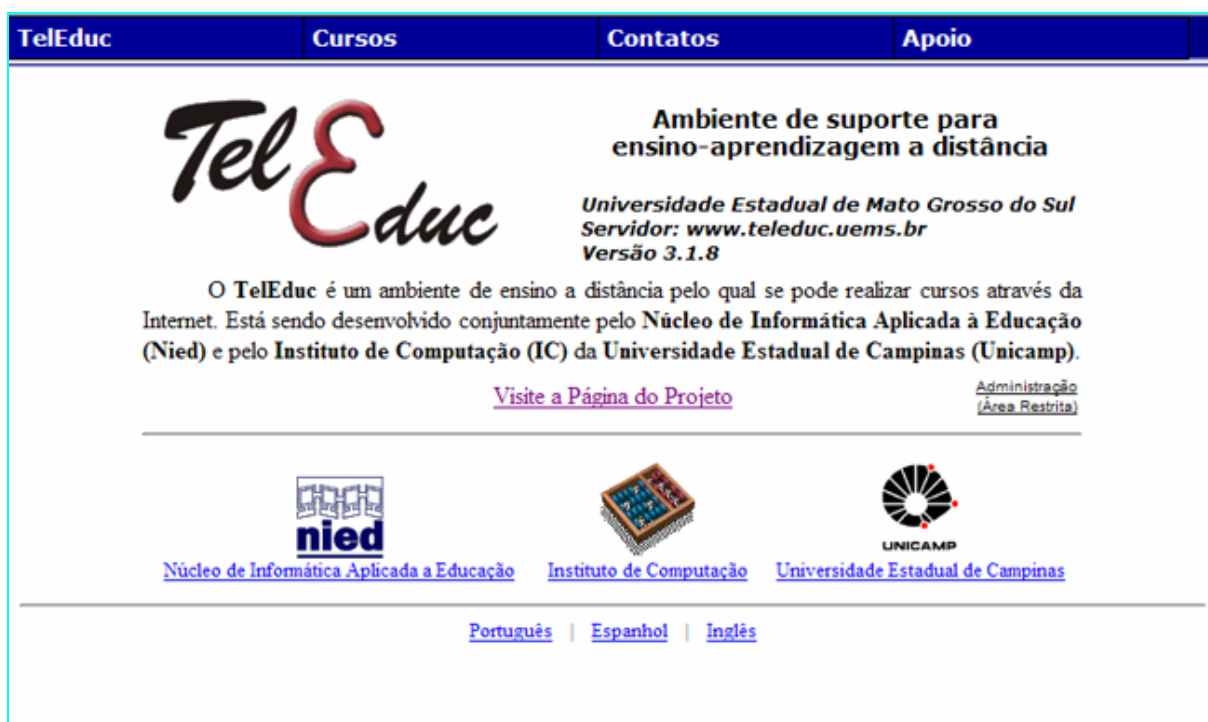 TelEduc Cursos Contatos Apoio
Tel Educ
Ambiente de suporte para
ensino-aprendizagem a distância
Universidade Estadual de Mato Grosso do Sul
Servidor: www.teleduc.uems.br
Versão 3.1.8
O TelEduc é um ambiente de ensino a distância pelo qual se pode realizar cursos através da
Internet. Está sendo desenvolvido conjuntamente pelo Núcleo de Informática Aplicada à Educação
(Nied) e pelo Instituto de Computação (IC) da Universidade Estadual de Campinas (Unicamp).
Visite a Página do Projeto
Administração
(Área Restrita)
nied
UNICAMP
Núcleo de Informática Aplicada a Educação Instituto de Computação Universidade Estadual de Campinas
Português | Espanhol | Inglês